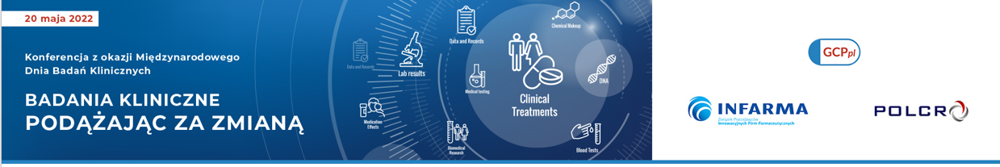 20 maja 2022
Konferencja z okazji Międzynarodowego
Dnia Badań Klinicznych
BADANIA KLINICZNE
PODĄŻAJĄC ZA ZMIANĄ
Data and Records
Lab results
Data and Records
Chemical Makeup
Medical testing
DNA
Clinical
Treatments
Medication
Effects
Biomedical
Research
Blood Tests
GCPpl
INFARMA
Związek Pracodawców
Innowacyjnych Firm Farmaceutycznych
POLCRO